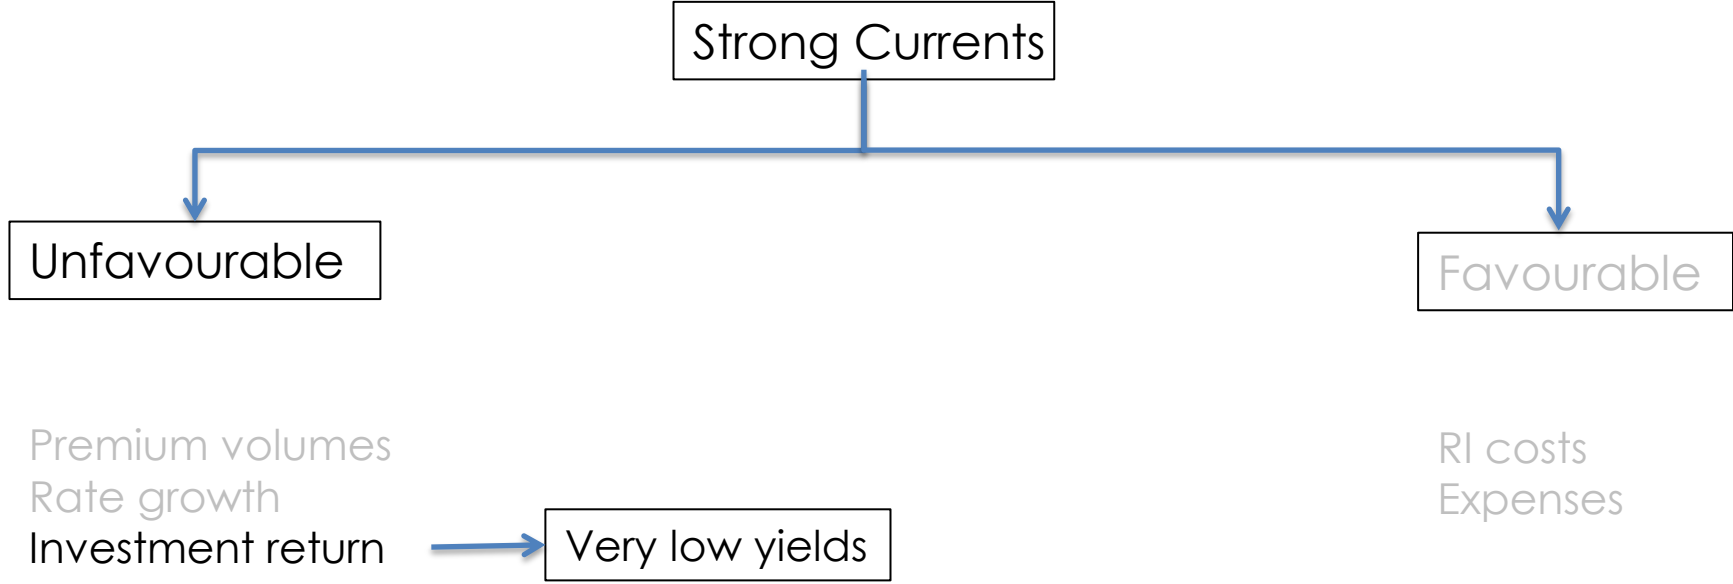 Strong Currents
Unfavourable
Favourable
Premium volumes
Rate growth
Investment return
Very low yields
RI costs
Expenses